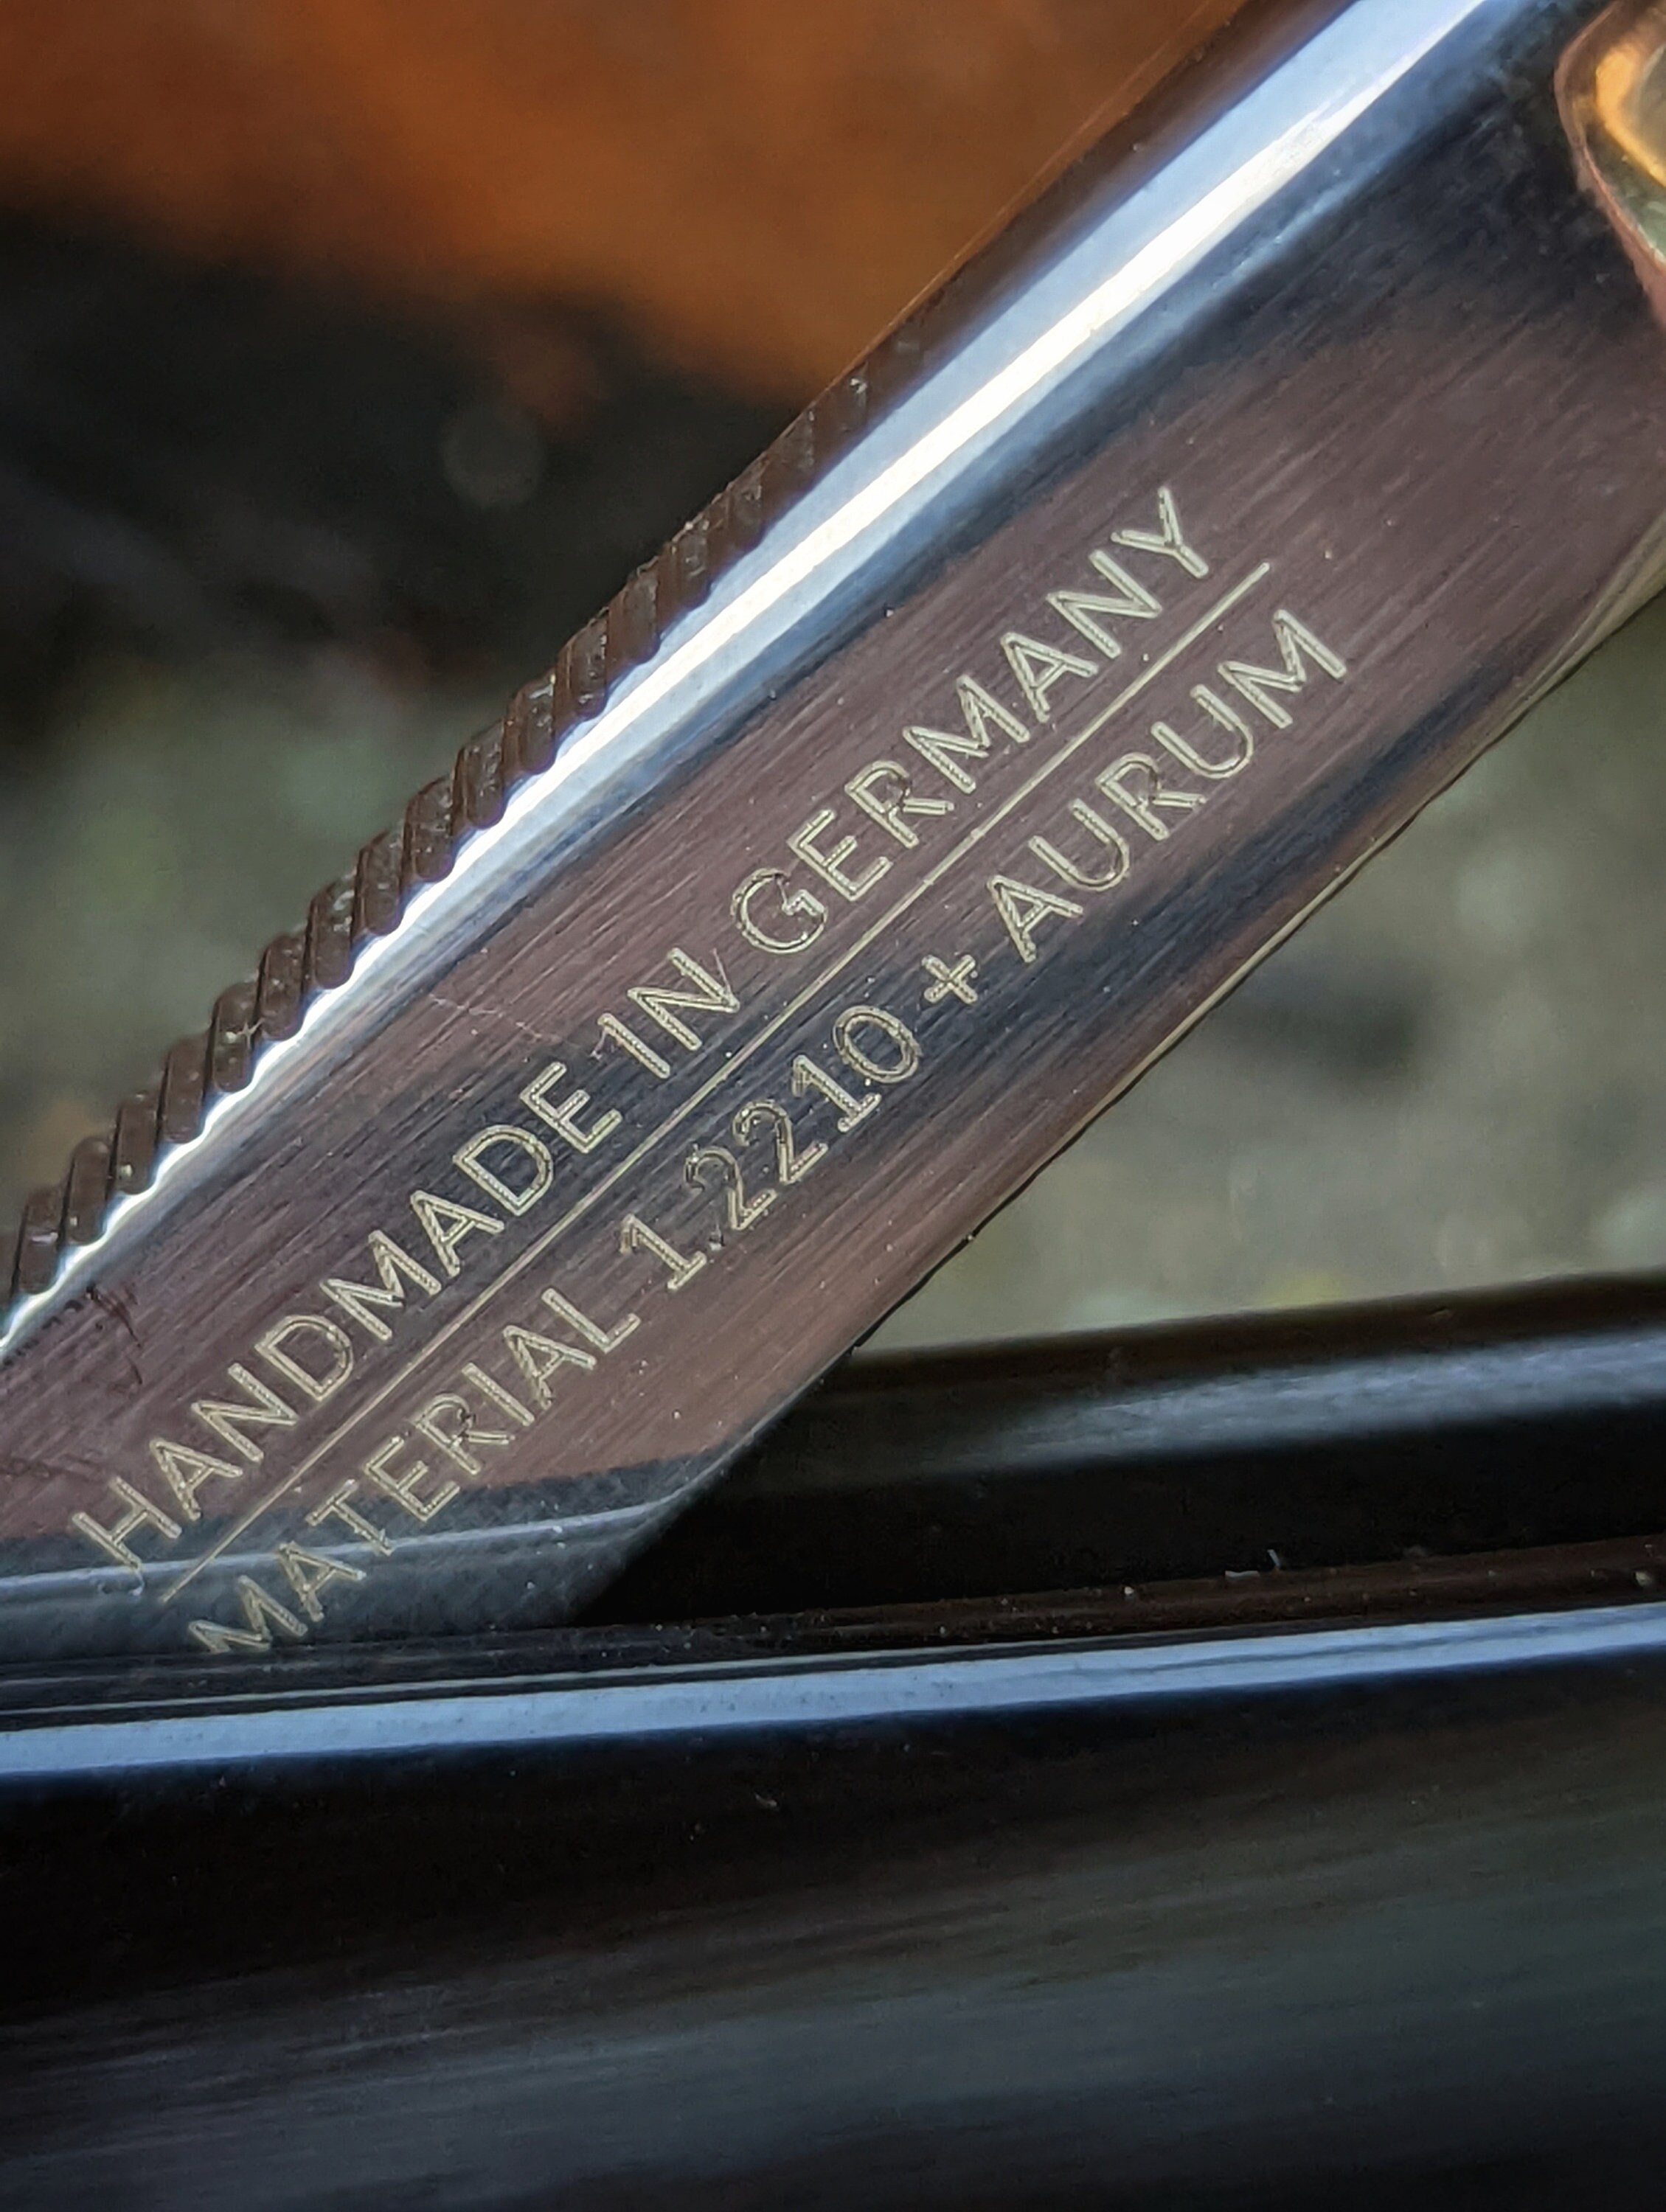 HANDMADE IN GERMANY
MATERIAL 1.2210 + AURUM